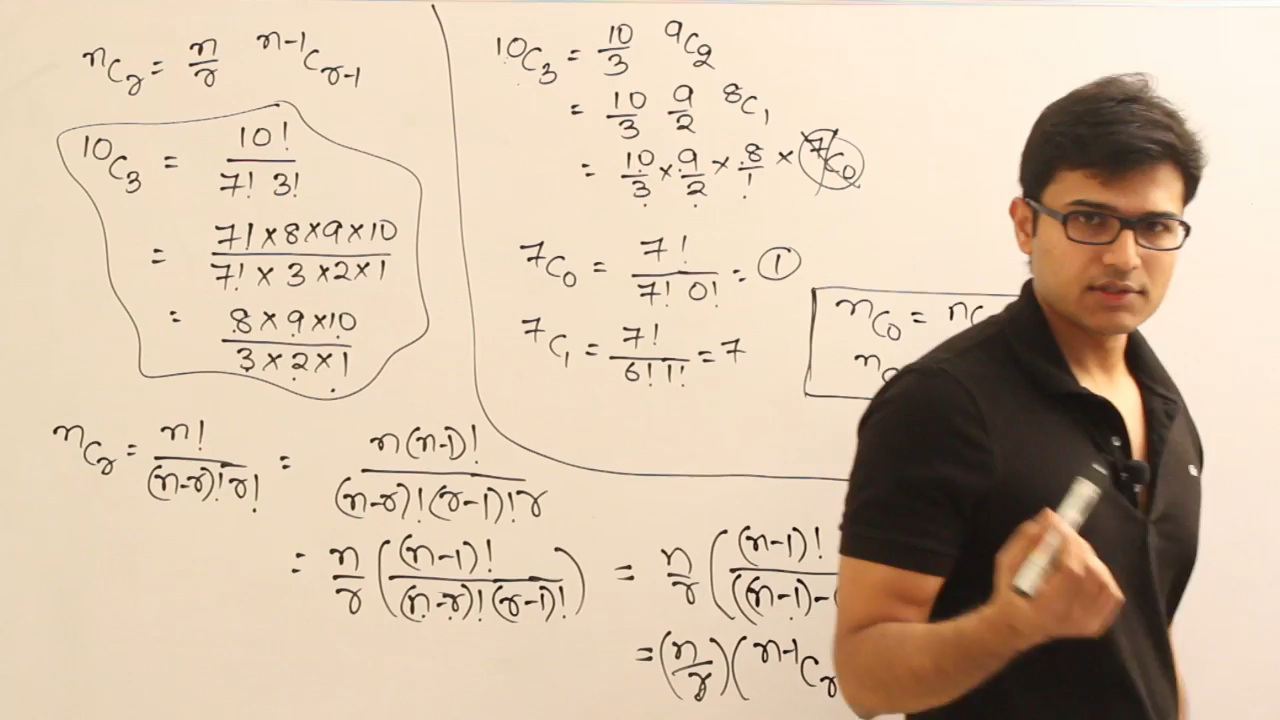 ⁿCᵣ = n/r ⁿ⁻¹Cᵣ₋₁
¹⁰C₃ = 10! / 7! 3!
= 7! × 8 × 9 × 10 / 7! × 3 × 2 × 1
= 8 × 9 × 10 / 3 × 2 × 1
¹⁰C₃ = 10/3 ⁹C₂
= 10/3 9/2 ⁸C₁
= 10/3 × 9/2 × 8/1 × ⁷C₀
⁷C₀ = 7! / 7! 0! = 1
⁷C₁ = 7! / 6! 1! = 7
ⁿC₀ = ⁿC
ⁿC
ⁿCᵣ = n! / (n-r)! r! = n(n-1)! / (n-r)! (r-1)! r
= n/r ((n-1)! / (n-r)! (r-1)!) = n/r ((n-1)! / ((n-1)-
= (n/r) (ⁿ⁻¹Cᵣ